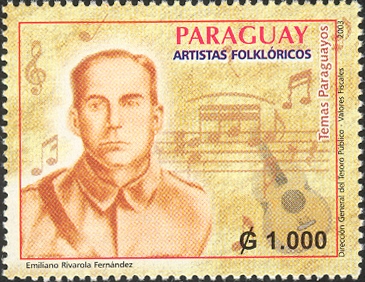 PARAGUAY
ARTISTAS FOLKLÓRICOS
2003
Temas Paraguayos
Dirección General del Tesoro Público - Valores Fiscales
₲ 1.000
Emiliano Rivarola Fernández